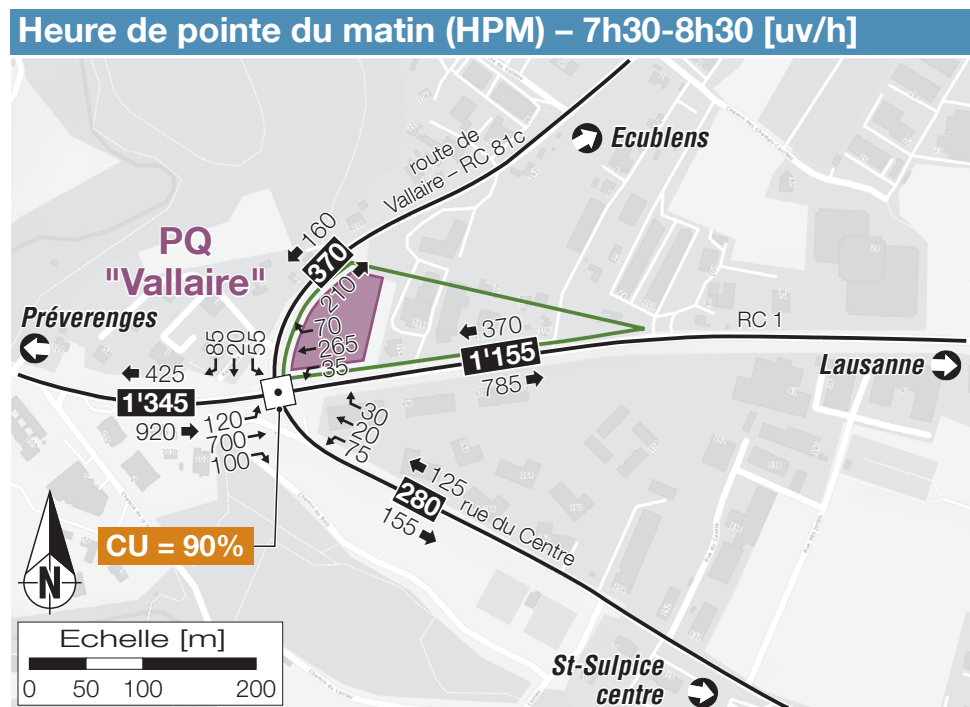 Heure de pointe du matin (HPM) – 7h30-8h30 [uv/h]
Ecublens
route de
Vallaire – RC 81c
160
370
210
PQ
"Vallaire"
Préverenges
85
20
55
70
265
35
370
1'155
785
RC 1
Lausanne
425
1'345
920
120
700
100
30
20
75
125
280
155
rue du Centre
CU = 90%
N
Echelle [m]
0 50 100 200
St-Sulpice
centre